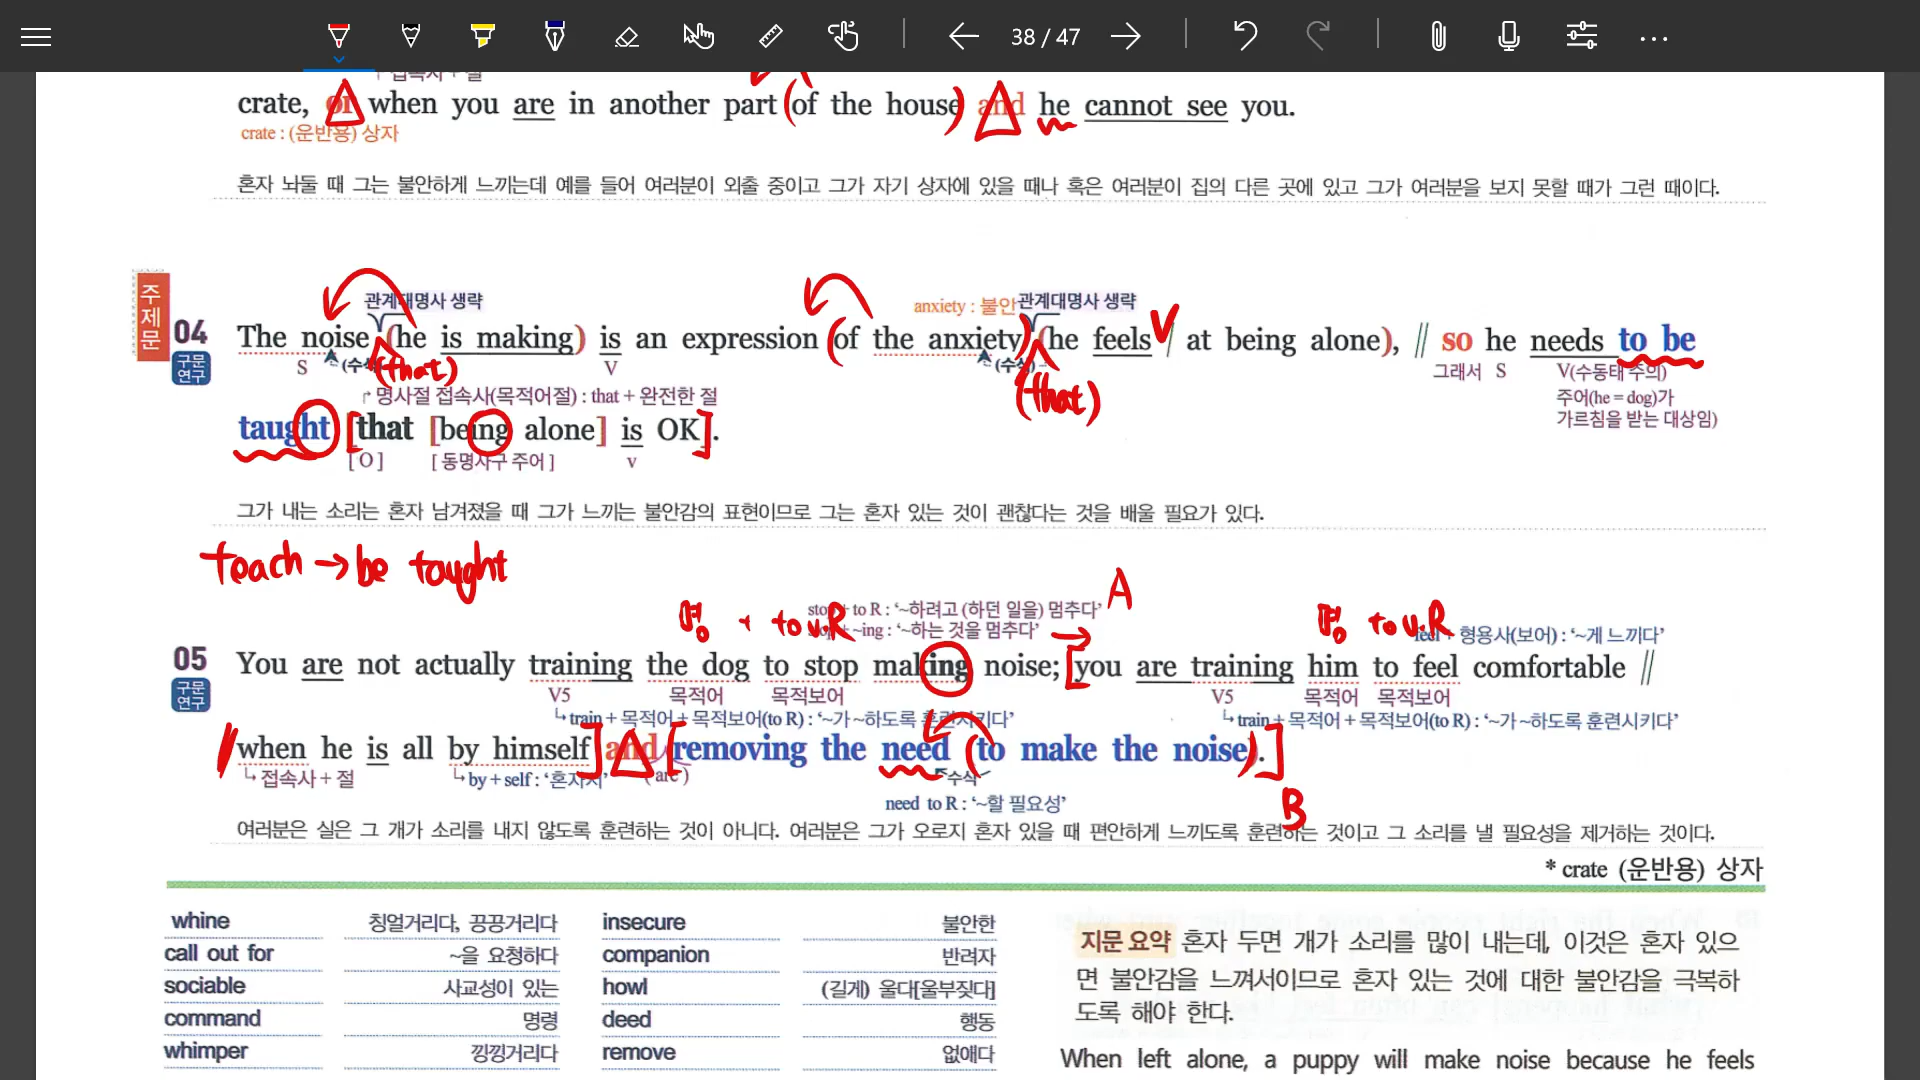 38 / 47
crate, or when you are in another part (of the house) and he cannot see you.
crate : (운반용) 상자
혼자 놔둘 때 그는 불안하게 느끼는데 예를 들어 여러분이 외출 중이고 그가 자기 상자에 있을 때나 혹은 여러분이 집의 다른 곳에 있고 그가 여러분을 보지 못할 때가 그런 때이다.
주제문
04
구문 연구
관계대명사 생략
anxiety : 불안 관계대명사 생략
The noise (he is making) is an expression (of the anxiety) (he feels / at being alone), // so he needs to be
S (that) V (수식) (that) 그래서 S V(수동태 주의)
명사절 접속사(목적어절) : that + 완전한 절
주어(he = dog)가
가르침을 받는 대상임)
taught [that [being alone] is OK].
[ O ] [ 동명사구 주어 ] v
그가 내는 소리는 혼자 남겨졌을 때 그가 느끼는 불안감의 표현이므로 그는 혼자 있는 것이 괜찮다는 것을 배울 필요가 있다.
teach → be taught
A
stop + to R : ‘~하려고 (하던 일을) 멈추다’
+ to v.R
~ing : ‘~하는 것을 멈추다’ →
to v.R
feel + 형용사(보어) : ‘~게 느끼다’
05
구문 연구
You are not actually training the dog to stop making noise; [you are training him to feel comfortable //
V5 목적어 목적보어 V5 목적어 목적보어
train + 목적어 + 목적보어(to R) : ‘~가 ~하도록 훈련시키다’ train + 목적어 + 목적보어(to R) : ‘~가 ~하도록 훈련시키다’
when he is all by himself] and [removing the need (to make the noise).]
접속사 + 절 by + self : ‘혼자서’ (are) 수식
need to R : ‘~할 필요성’ B
여러분은 실은 그 개가 소리를 내지 않도록 훈련하는 것이 아니다. 여러분은 그가 오로지 혼자 있을 때 편안하게 느끼도록 훈련하는 것이고 그 소리를 낼 필요성을 제거하는 것이다.
* crate (운반용) 상자
whine 칭얼거리다, 끙끙거리다 insecure 불안한
call out for ~을 요청하다 companion 반려자
sociable 사교성이 있는 howl (길게) 울다[울부짖다]
command 명령 deed 행동
whimper 낑낑거리다 remove 없애다
지문 요약 혼자 두면 개가 소리를 많이 내는데, 이것은 혼자 있으
면 불안감을 느껴서이므로 혼자 있는 것에 대한 불안감을 극복하
도록 해야 한다.
When left alone, a puppy will make noise because he feels